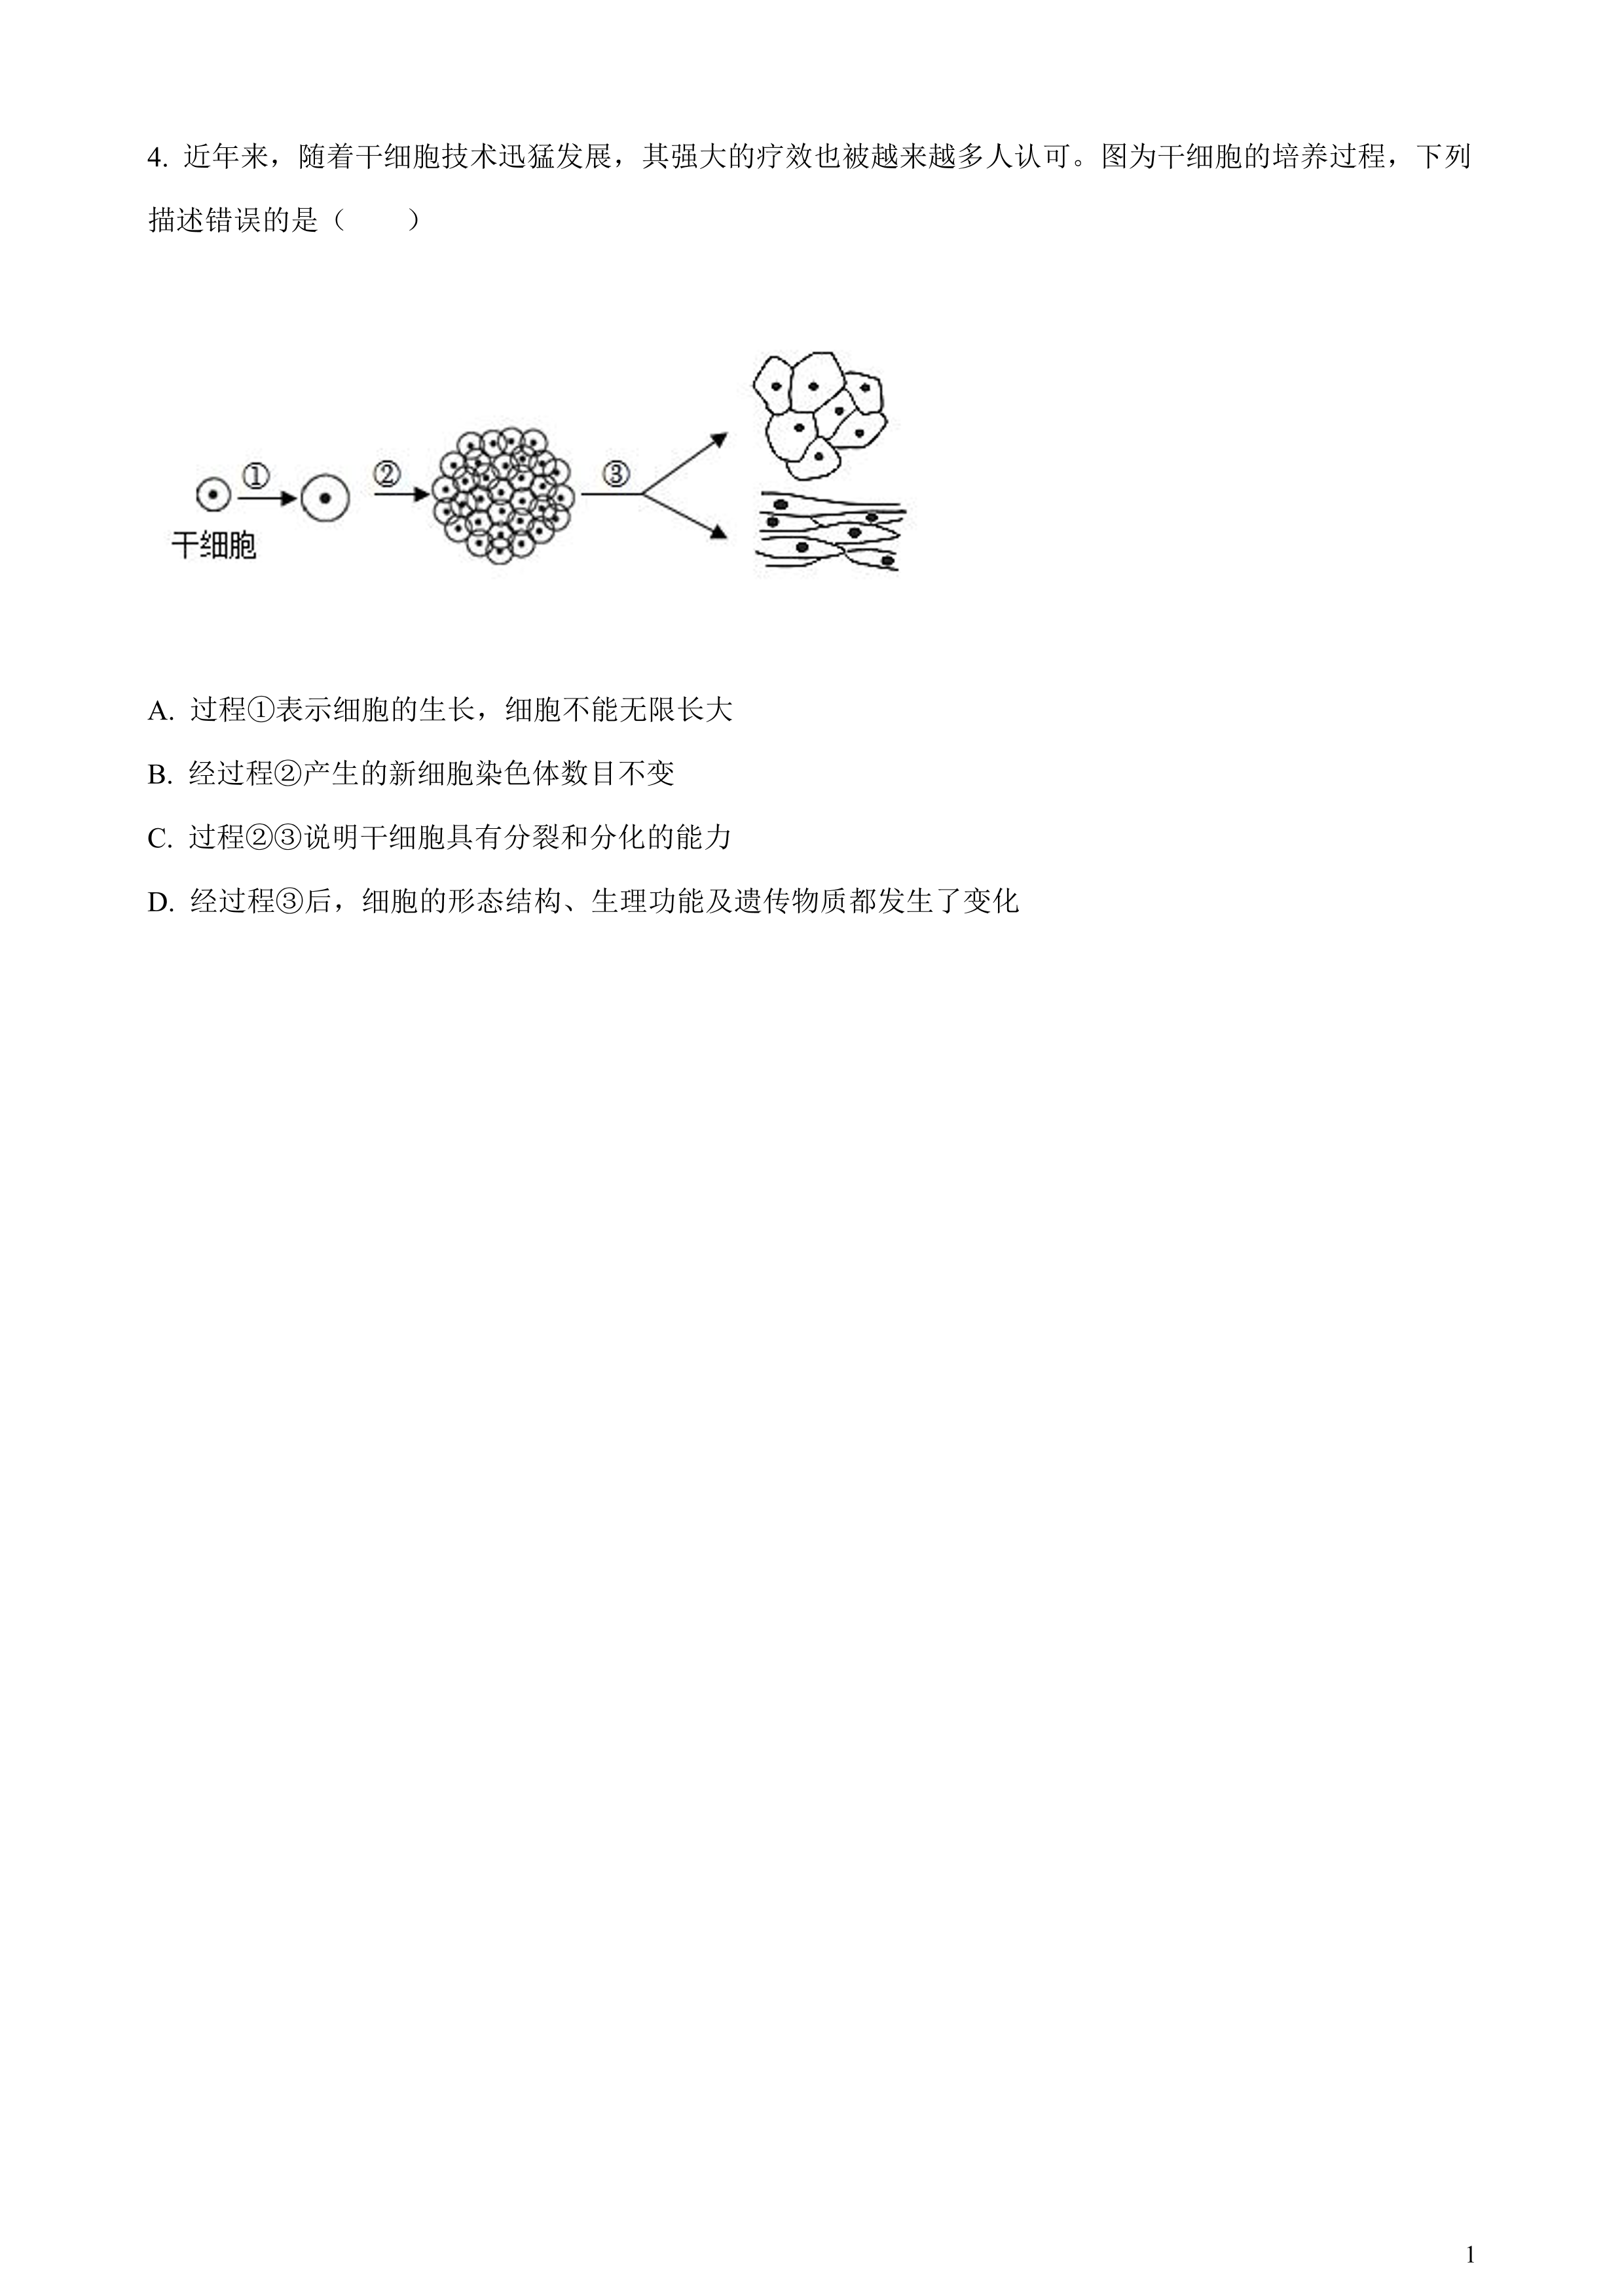 4. 近年来，随着干细胞技术迅猛发展，其强大的疗效也被越来越多人认可。图为干细胞的培养过程，下列
描述错误的是（　　）
① ② ③
干细胞
A. 过程①表示细胞的生长，细胞不能无限长大
B. 经过程②产生的新细胞染色体数目不变
C. 过程②③说明干细胞具有分裂和分化的能力
D. 经过程③后，细胞的形态结构、生理功能及遗传物质都发生了变化
1